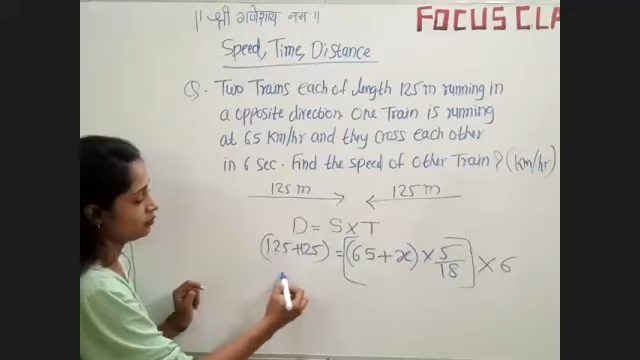 || श्री गणेशाय नमः ||
FOCUS CLA
Speed, Time, Distance
Q. Two Trains each of length 125 m running in
a opposite direction one Train is running
at 65 Km/hr and they cross each other
in 6 sec. Find the speed of other Train? (km/hr)
125 m 125 m
D = S x T
(125+125) = [(65+x) x 5/18] x 6